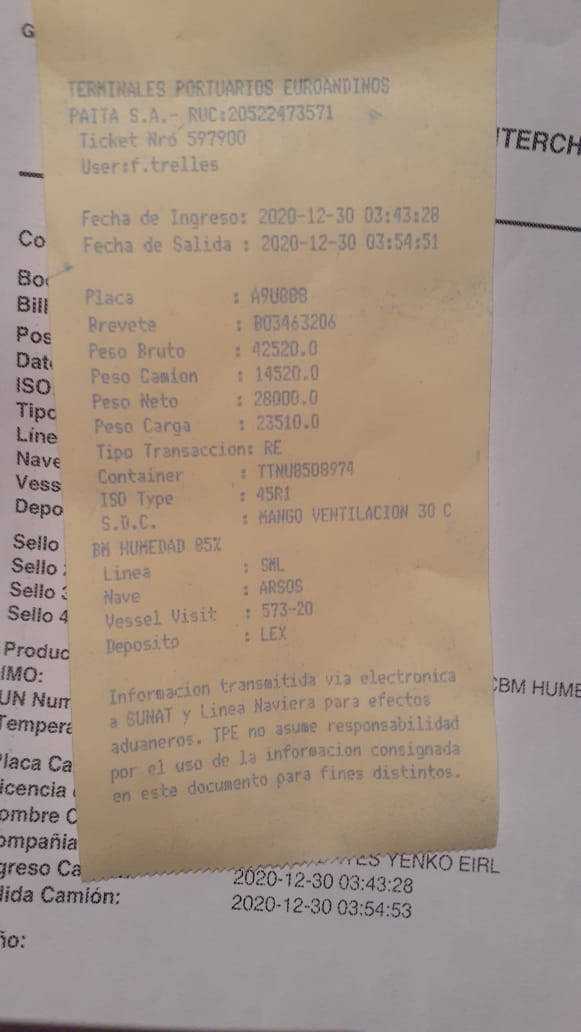 G
TERMINALES PORTUARIOS EUROANDINOS
PAITA S.A.- RUC:20522473571
Ticket Nro 597900
User:f.trelles
Fecha de Ingreso: 2020-12-30 03:43:28
Fecha de Salida : 2020-12-30 03:54:51
Placa : A9U888
Brevete : B03463206
Peso Bruto : 42520.0
Peso Camion : 14520.0
Peso Neto : 28000.0
Peso Carga : 23510.0
Tipo Transaccion: RE
Container : TTNU8508974
ISO Type : 45R1
S.D.C. : MANGO VENTILACION 30 C
BM HUMEDAD 85%
Linea : SML
Nave : ARSOS
Vessel Visit : 573-20
Deposito : LEX
Informacion transmitida via electronica
a SUNAT y Linea Naviera para efectos
aduaneros. TPE no asume responsabilidad
por el uso de la informacion consignada
en este documento para fines distintos.
TERCH
Co
Bo
Bill
Pos
Dat
ISO
Tipo
Líne
Nave
Vess
Depo
Sello
Sello
Sello 3
Sello 4
Produc
IMO:
UN Num
CBM HUME
Tempera
laca Ca
icencia
ombre C
ompañía
YENKO EIRL
greso Ca
2020-12-30 03:43:28
lida Camión:
2020-12-30 03:54:53
ño: